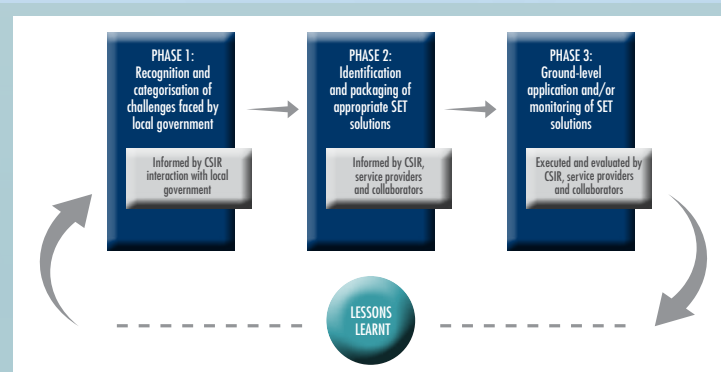 PHASE 1:
Recognition and
categorisation of
challenges faced by
local government
Informed by CSIR
interaction with local
government
PHASE 2:
Identification
and packaging of
appropriate SET
solutions
Informed by CSIR,
service providers
and collaborators
PHASE 3:
Ground-level
application and/or
monitoring of SET
solutions
Executed and evaluated by
CSIR, service providers
and collaborators
LESSONS
LEARNT